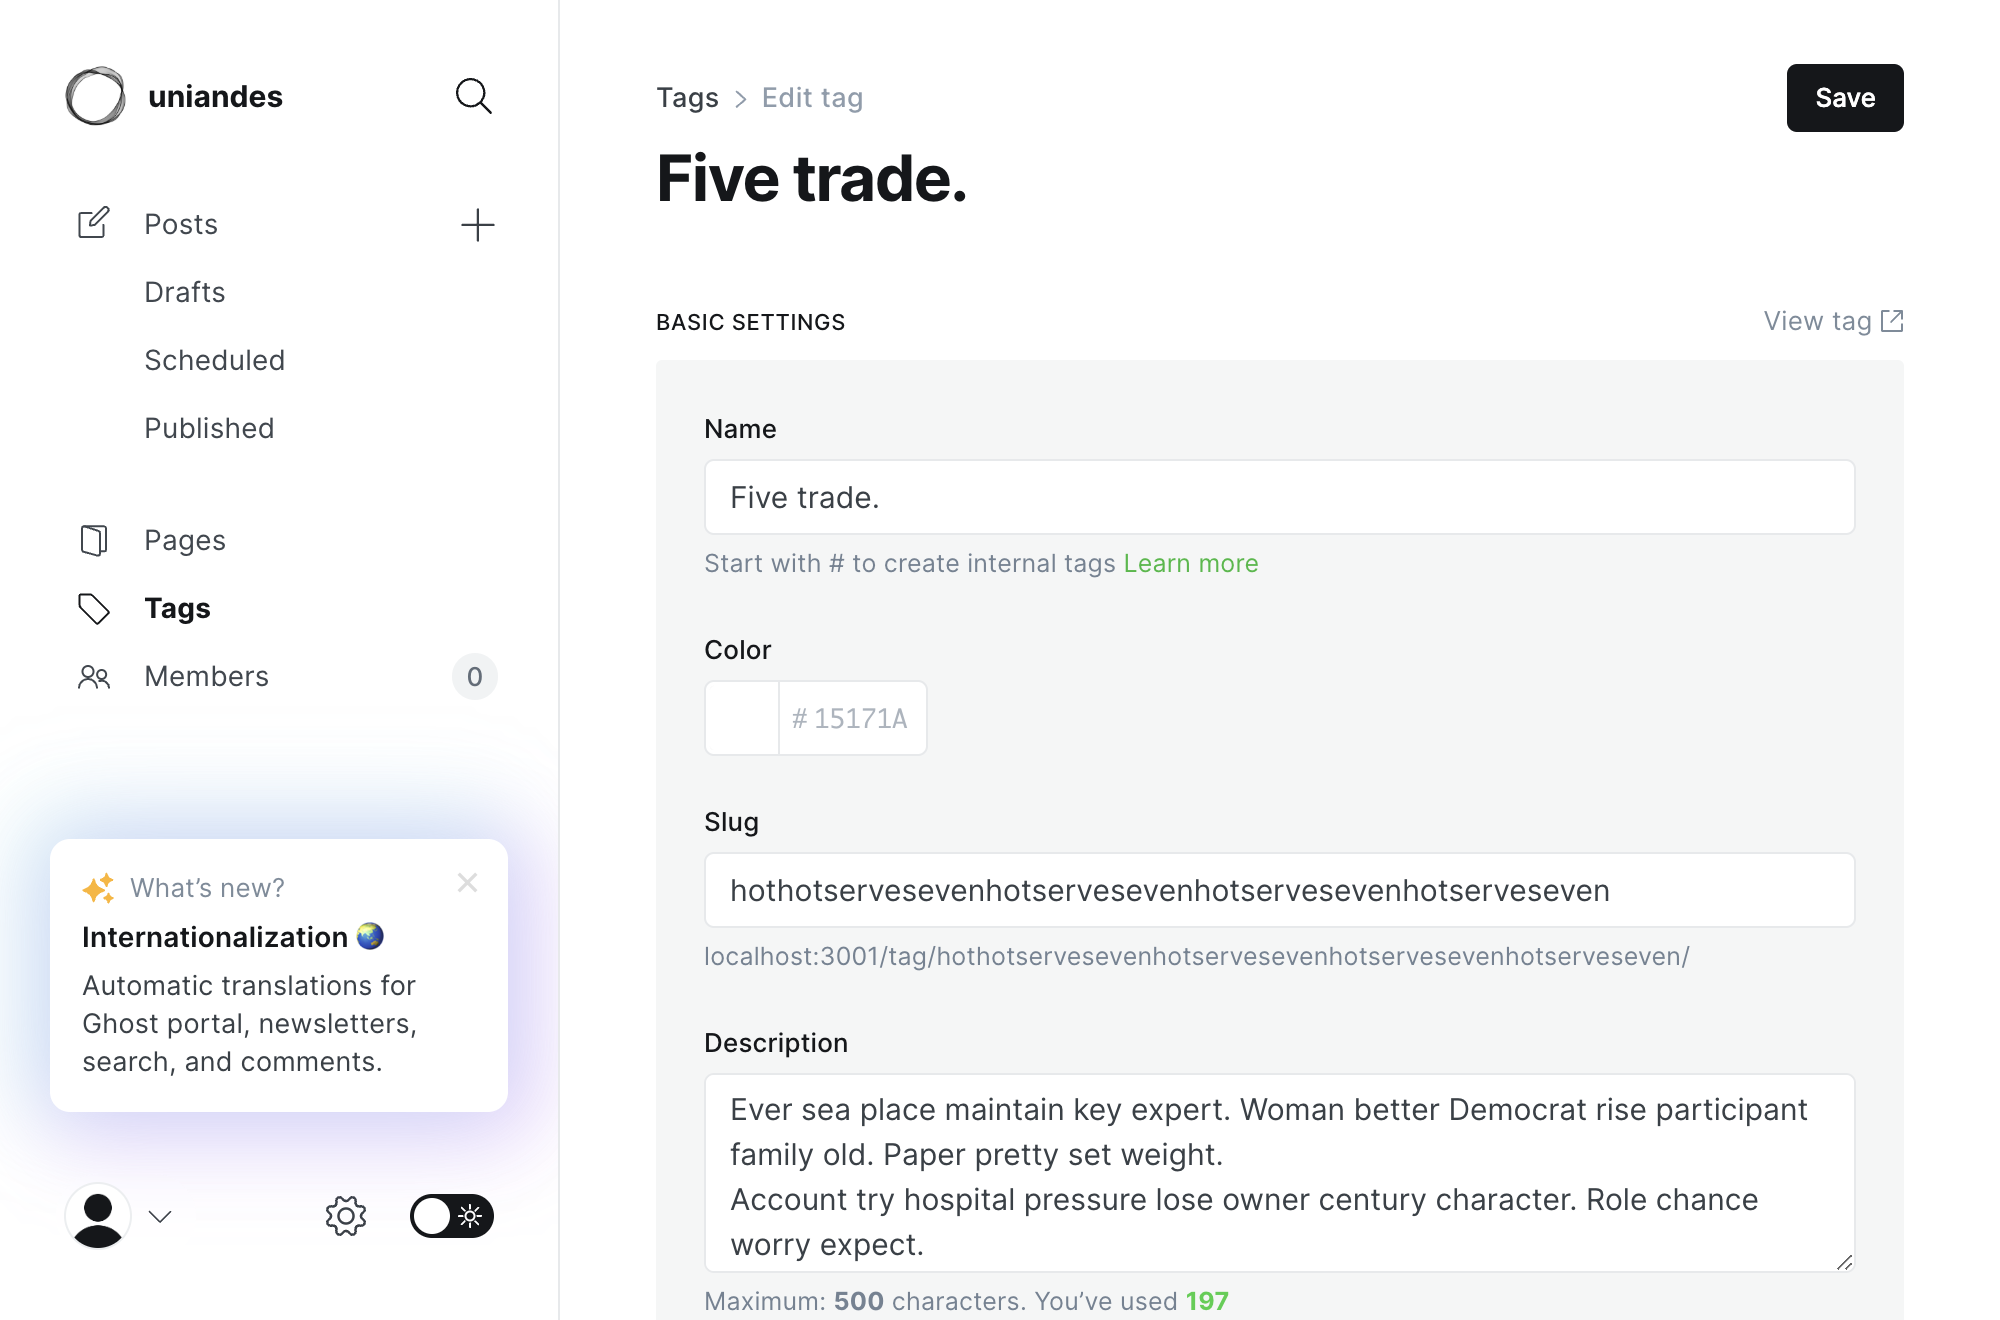 uniandes
Posts
Drafts
Scheduled
Published
Pages
Tags
Members 0
What’s new?
Internationalization
Automatic translations for
Ghost portal, newsletters,
search, and comments.
Tags > Edit tag
Save
Five trade.
BASIC SETTINGS
View tag
Name
Five trade.
Start with # to create internal tags Learn more
Color
# 15171A
Slug
hothotservesevenhotservesevenhotservesevenhotserveseven
localhost:3001/tag/hothotservesevenhotservesevenhotservesevenhotserveseven/
Description
Ever sea place maintain key expert. Woman better Democrat rise participant
family old. Paper pretty set weight.
Account try hospital pressure lose owner century character. Role chance
worry expect.
Maximum: 500 characters. You’ve used 197